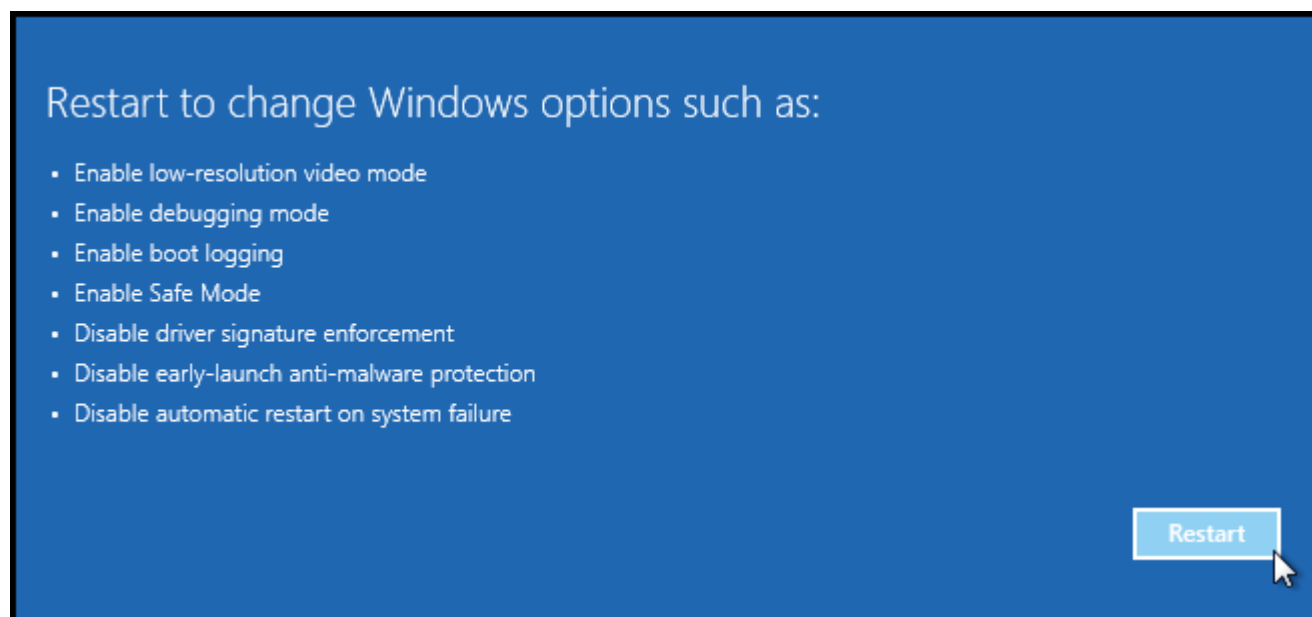 Restart to change Windows options such as:
▪ Enable low-resolution video mode
▪ Enable debugging mode
▪ Enable boot logging
▪ Enable Safe Mode
▪ Disable driver signature enforcement
▪ Disable early-launch anti-malware protection
▪ Disable automatic restart on system failure
Restart